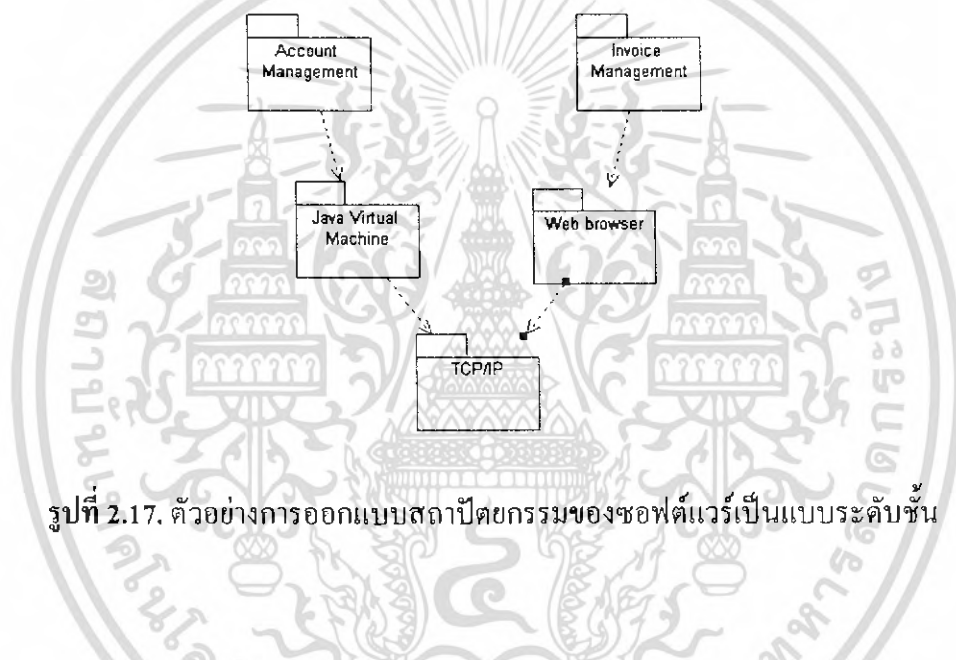 Account
Management
Invoice
Management
Java Virtual
Machine
Web browser
TCP/IP
รูปที่ 2.17. ตัวอย่างการออกแบบสถาปัตยกรรมของซอฟต์แวร์เป็นแบบระดับชั้น